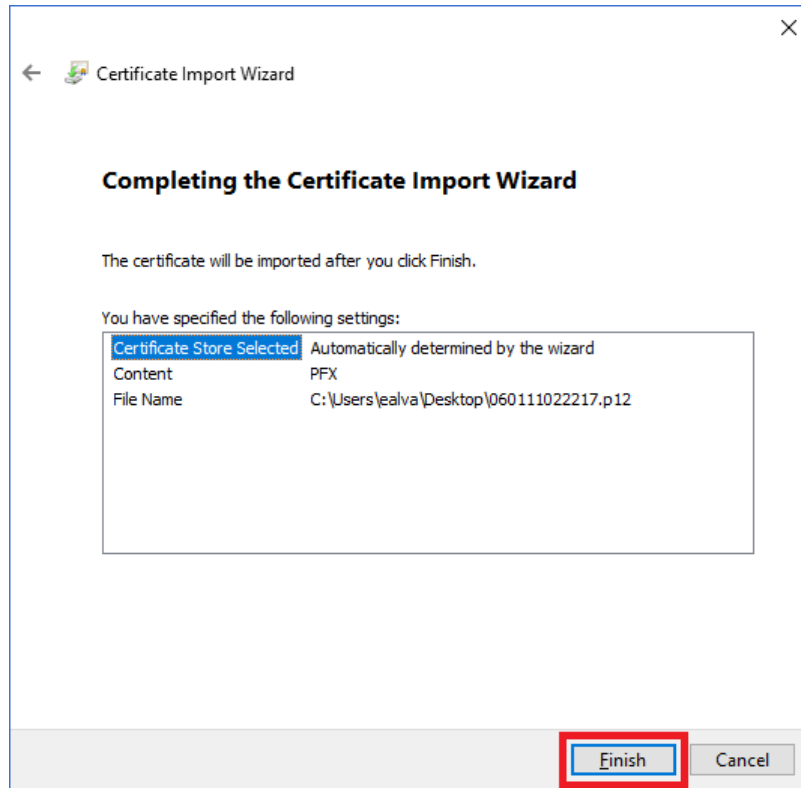 Certificate Import Wizard
Completing the Certificate Import Wizard
The certificate will be imported after you click Finish.
You have specified the following settings:
Certificate Store Selected Automatically determined by the wizard
Content PFX
File Name C:\Users\ealva\Desktop\060111022217.p12
Finish Cancel